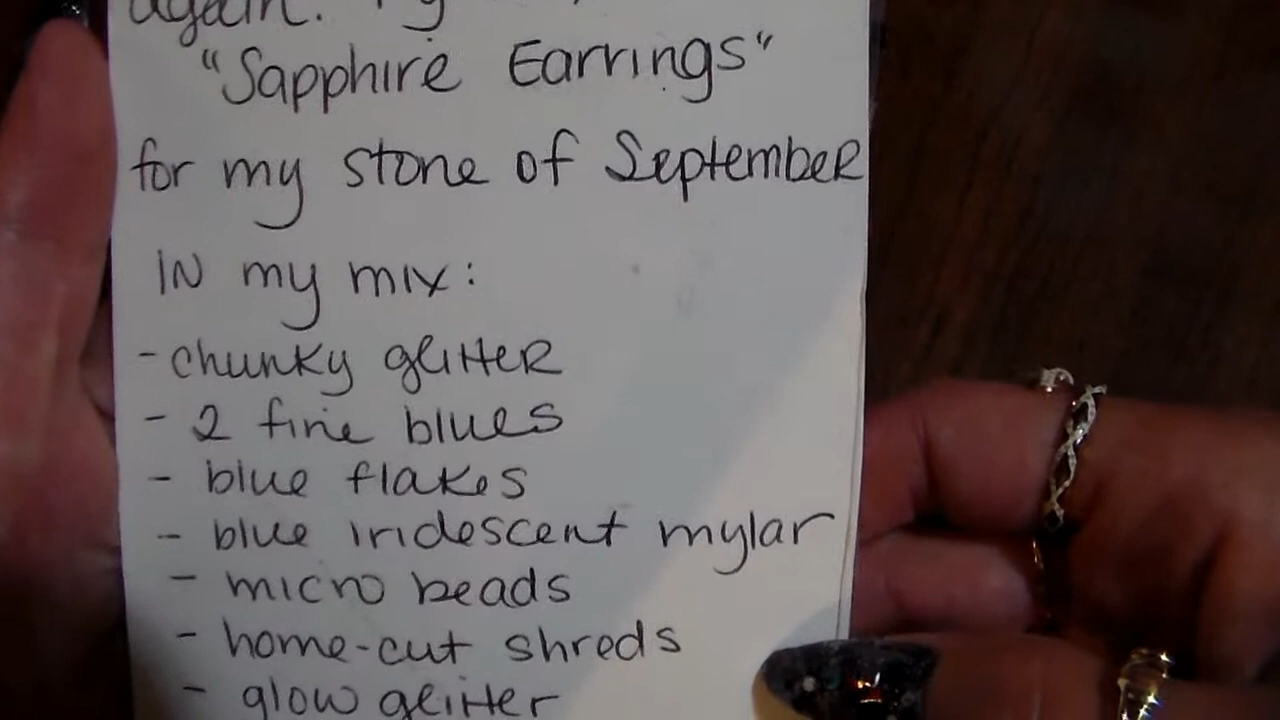 again.
"Sapphire Earrings"
for my stone of September
IN my mix:
- chunky glitter
- 2 fine blues
- blue flakes
- blue iridescent mylar
- micro beads
- home-cut shreds
- glow glitter